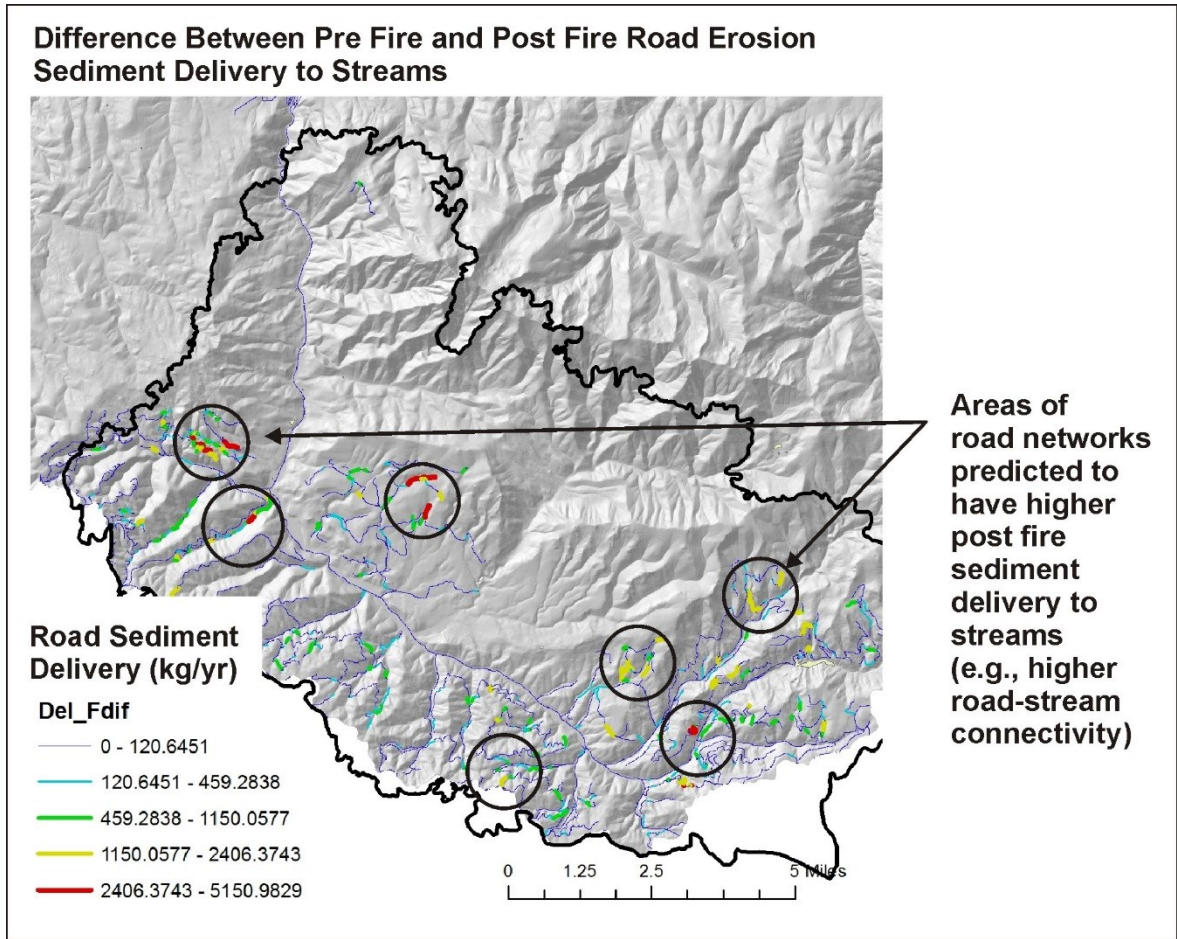 Difference Between Pre Fire and Post Fire Road Erosion
Sediment Delivery to Streams
Areas of
road networks
predicted to
have higher
post fire
sediment
delivery to
streams
(e.g., higher
road-stream
connectivity)
Road Sediment
Delivery (kg/yr)
Del_Fdif
0 - 120.6451
120.6451 - 459.2838
459.2838 - 1150.0577
1150.0577 - 2406.3743
2406.3743 - 5150.9829
0 1.25 2.5 5 Miles